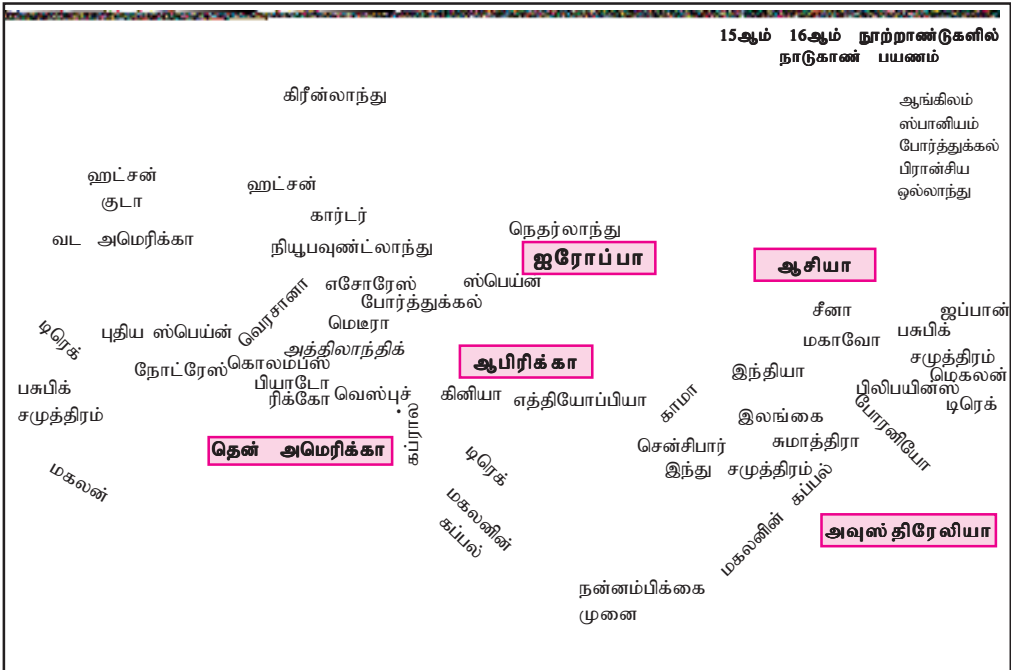 15ஆம் 16ஆம் நூற்றாண்டுகளில்
நாடுகாண் பயணம்
கிரீன்லாந்து
ஆங்கிலம்
ஸ்பானியம்
போர்த்துக்கல்
பிரான்சிய
ஒல்லாந்து
ஹட்சன்
குடா
ஹட்சன்
கார்டர்
வட அமெரிக்கா
நியூபவுண்ட்லாந்து
நெதர்லாந்து
ஐரோப்பா
ஆசியா
எசோரேஸ்
ஸ்பெய்ன்
போர்த்துக்கல்
வெரசானா
மெடீரா
சீனா
ஜப்பான்
டிரெக்
புதிய ஸ்பெய்ன்
மகாவோ
பசுபிக்
சமுத்திரம்
அத்திலாந்திக்
நோட்ரேஸ்
கொலம்பஸ்
ஆபிரிக்கா
இந்தியா
மெகலன்
பசுபிக்
சமுத்திரம்
பியாடோ
ரிக்கோ
வெஸ்புச்
கினியா
எத்தியோப்பியா
காமா
பிலிபயின்ஸ்
டிரெக்
கப்ரால்
இலங்கை
போரனியோ
தென் அமெரிக்கா
சென்சிபார்
சுமாத்திரா
இந்து சமுத்திரம்
மகலன்
டிரெக்
மகலனின்
கப்பல்
மகலனின் கப்பல்
அவுஸ்திரேலியா
நன்னம்பிக்கை
முனை